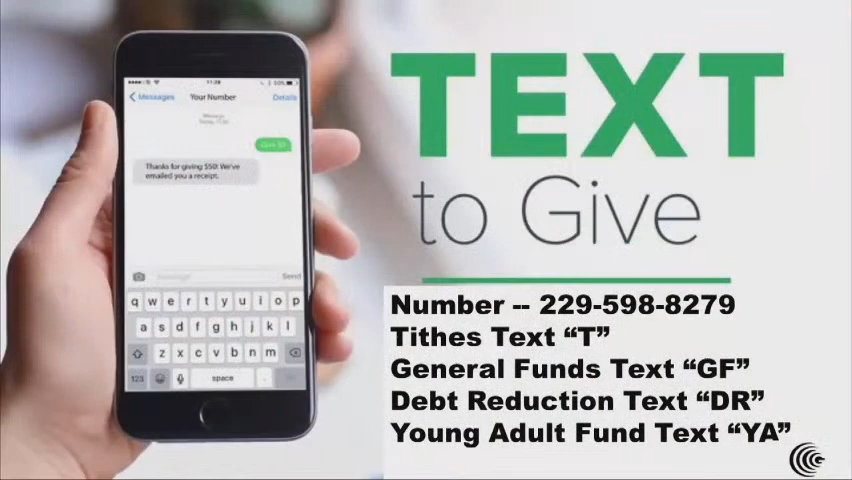 TEXT
to Give
Number -- 229-598-8279
Tithes Text “T”
General Funds Text “GF”
Debt Reduction Text “DR”
Young Adult Fund Text “YA”
11:28
Messages Your Number Details
Thanks for giving $50! We've
emailed you a receipt.
Send
q w e r t y u i o p
a s d f g h j k l
z x c v b n m
123 space